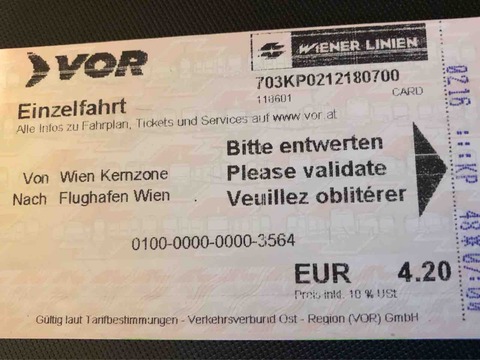 VOR
WIENER LINIEN
703KP0212180700
118601 CARD
Einzelfahrt
Alle Infos zu Fahrplan, Tickets und Services auf www.vor.at
Bitte entwerten
Von Wien Kernzone
Please validate
Nach Flughafen Wien
Veuillez oblitérer
0100-0000-0000-3564
EUR 4.20
Preis inkl. 10 % USt
Gültig laut Tarifbestimmungen - Verkehrsverbund Ost - Region (VOR) GmbH
0216
KP